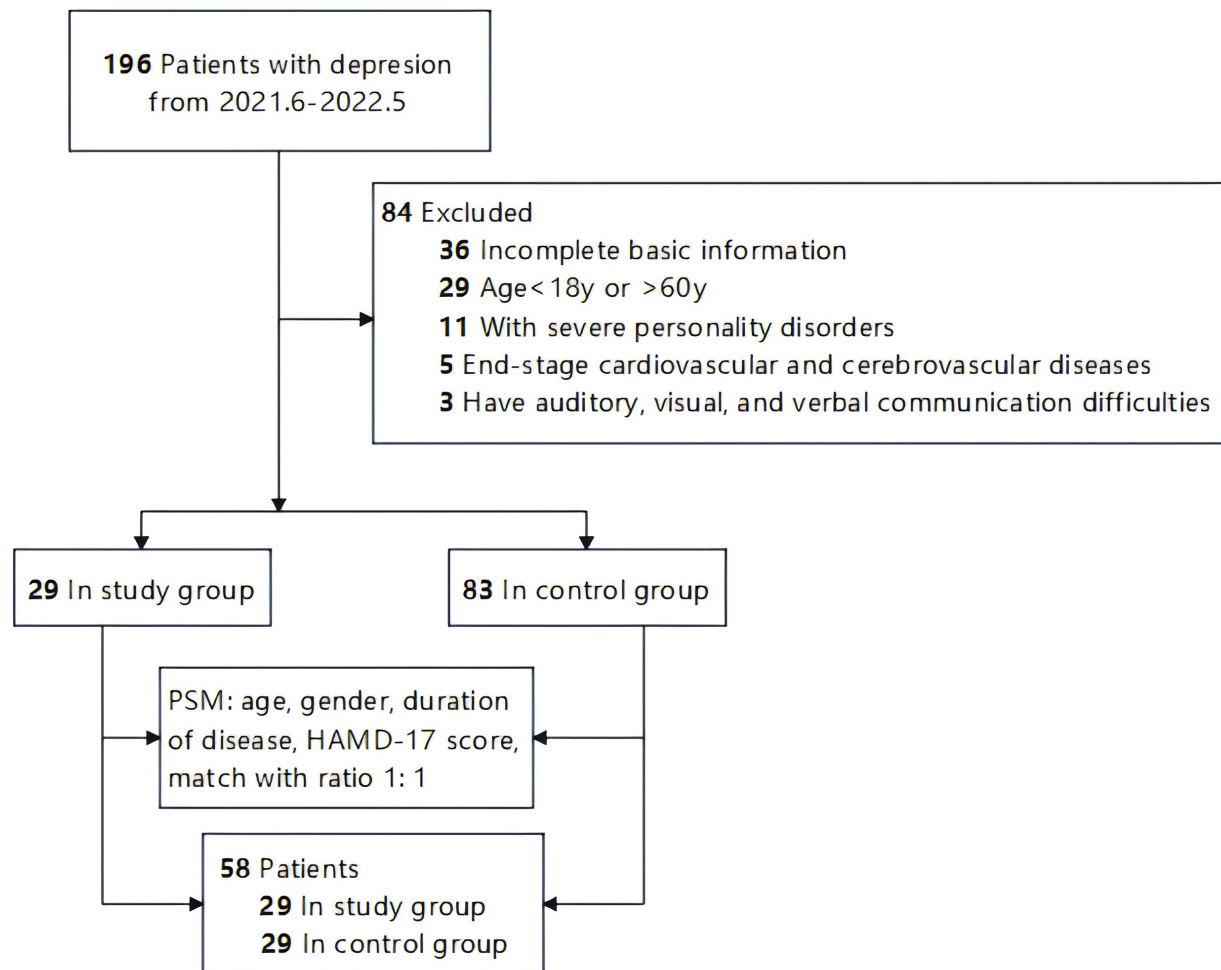 196 Patients with depresion
from 2021.6-2022.5
84 Excluded
36 Incomplete basic information
29 Age<18y or >60y
11 With severe personality disorders
5 End-stage cardiovascular and cerebrovascular diseases
3 Have auditory, visual, and verbal communication difficulties
29 In study group
83 In control group
PSM: age, gender, duration
of disease, HAMD-17 score,
match with ratio 1: 1
58 Patients
29 In study group
29 In control group